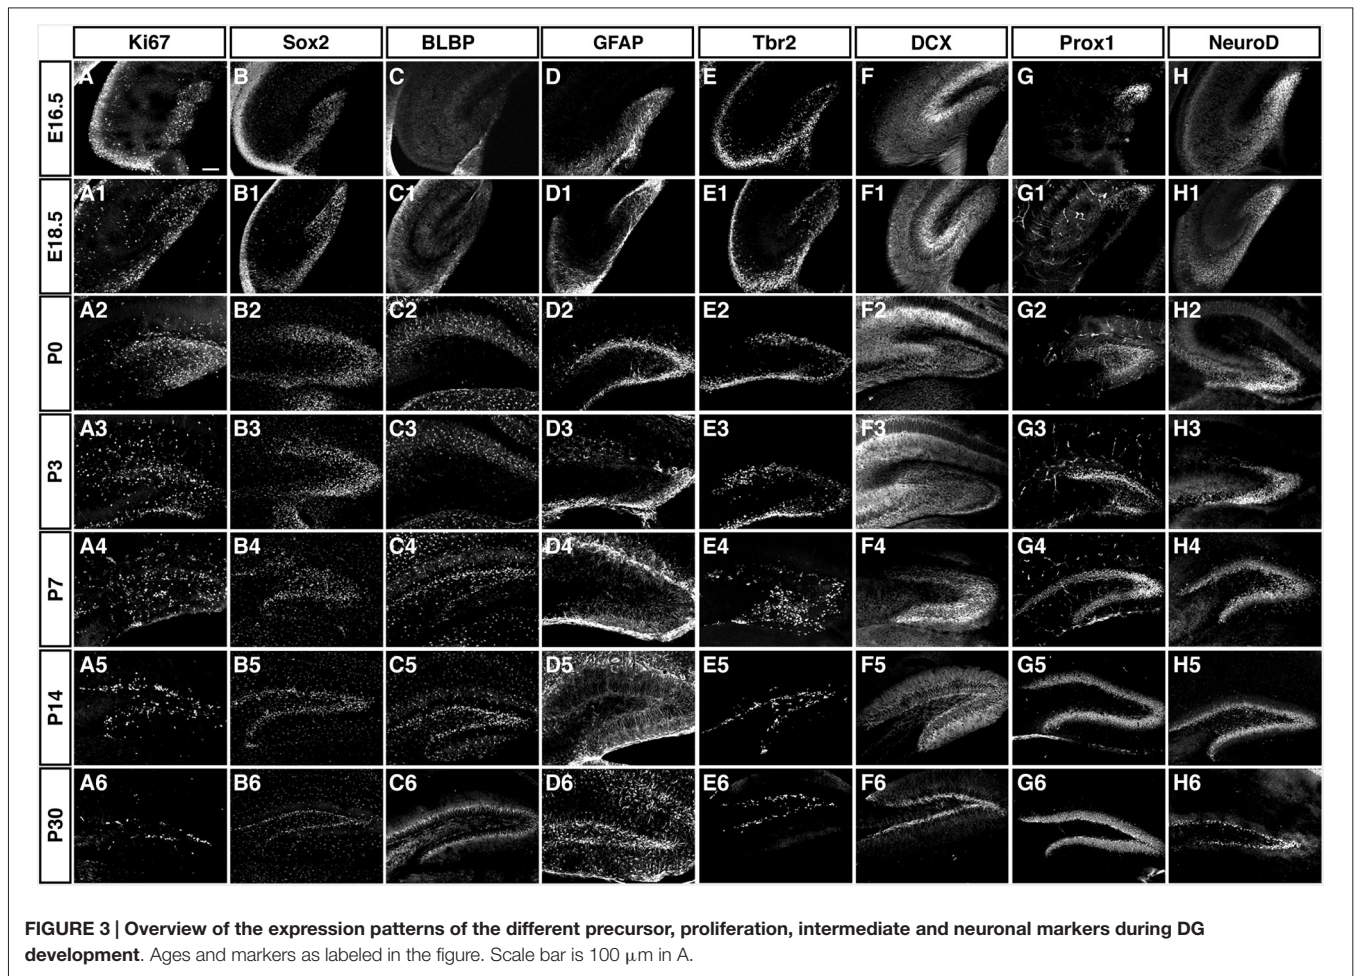 Ki67 Sox2 BLBP GFAP Tbr2 DCX Prox1 NeuroD
E16.5 A B C D E F G H
E18.5 A1 B1 C1 D1 E1 F1 G1 H1
P0 A2 B2 C2 D2 E2 F2 G2 H2
P3 A3 B3 C3 D3 E3 F3 G3 H3
P7 A4 B4 C4 D4 E4 F4 G4 H4
P14 A5 B5 C5 D5 E5 F5 G5 H5
P30 A6 B6 C6 D6 E6 F6 G6 H6
FIGURE 3 | Overview of the expression patterns of the different precursor, proliferation, intermediate and neuronal markers during DG
development. Ages and markers as labeled in the figure. Scale bar is 100 μm in A.